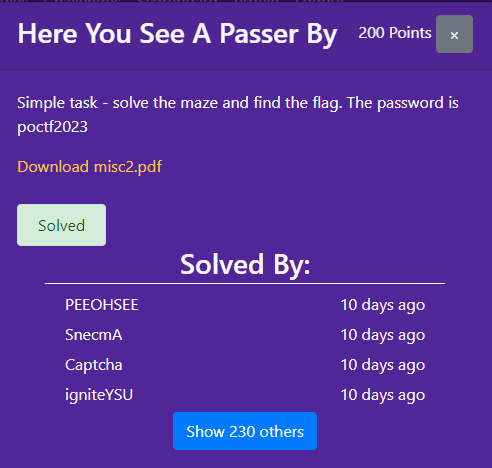 Here You See A Passer By 200 Points ×
Simple task - solve the maze and find the flag. The password is
poctf2023
Download misc2.pdf
Solved
Solved By:
PEEOHSEE 10 days ago
SnecmA 10 days ago
Captcha 10 days ago
igniteYSU 10 days ago
Show 230 others